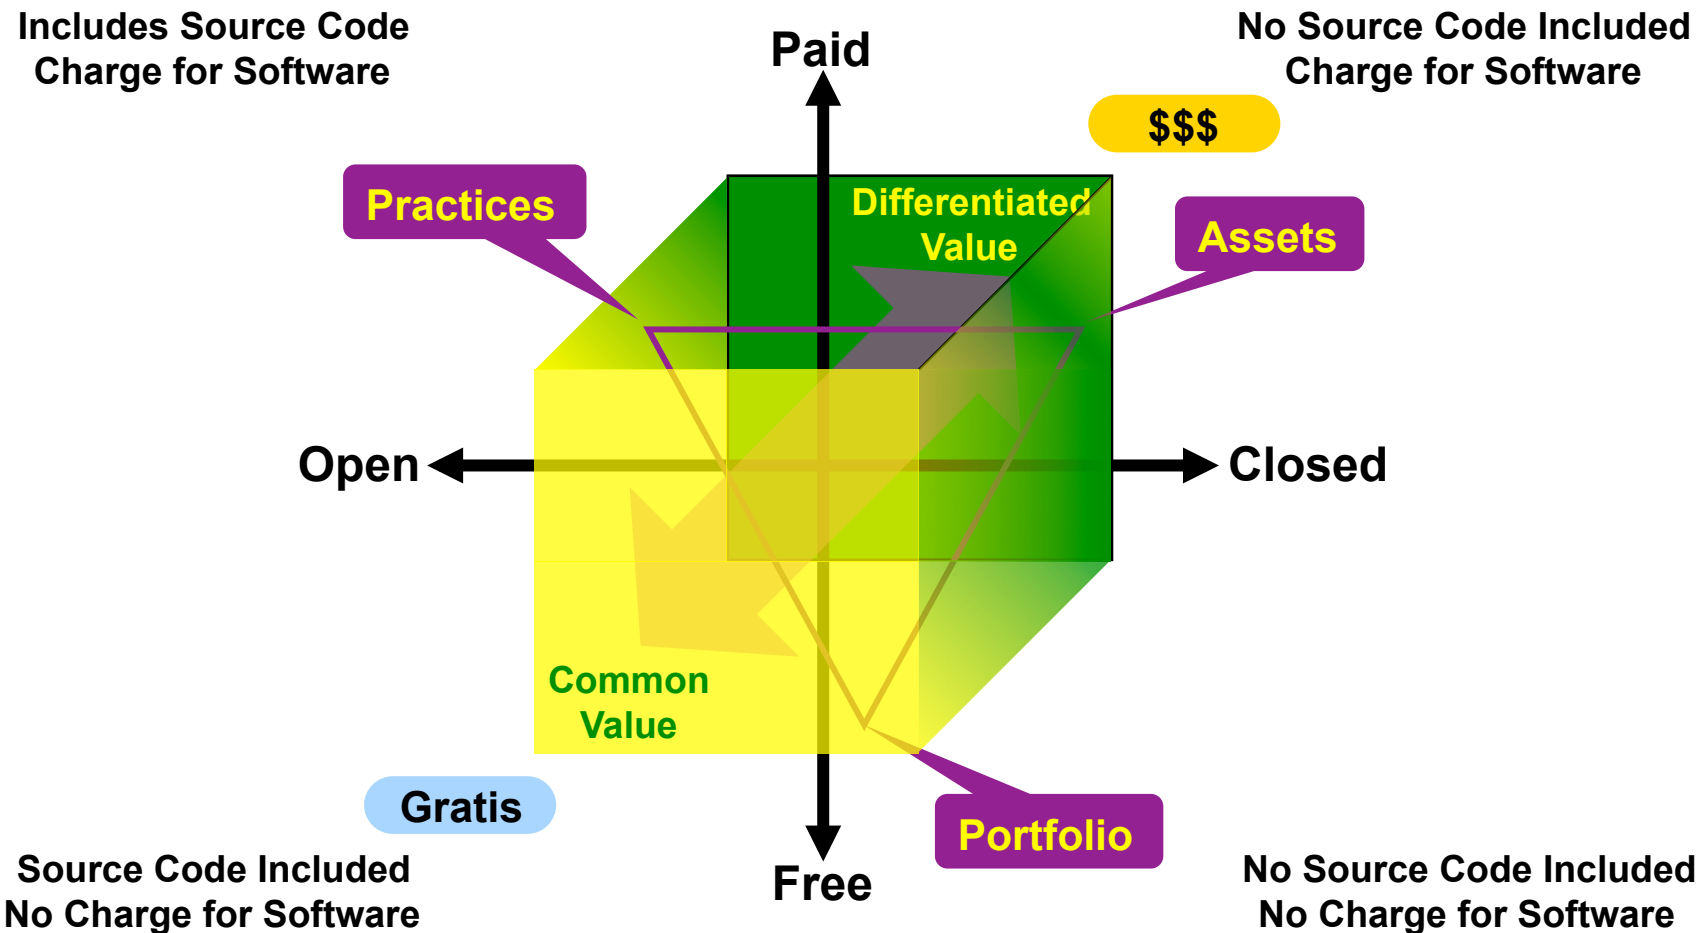 Includes Source Code
Charge for Software
Paid
No Source Code Included
Charge for Software
$$$
Practices
Differentiated
Value
Assets
Open
Closed
Common
Value
Gratis
Portfolio
Source Code Included
No Charge for Software
Free
No Source Code Included
No Charge for Software